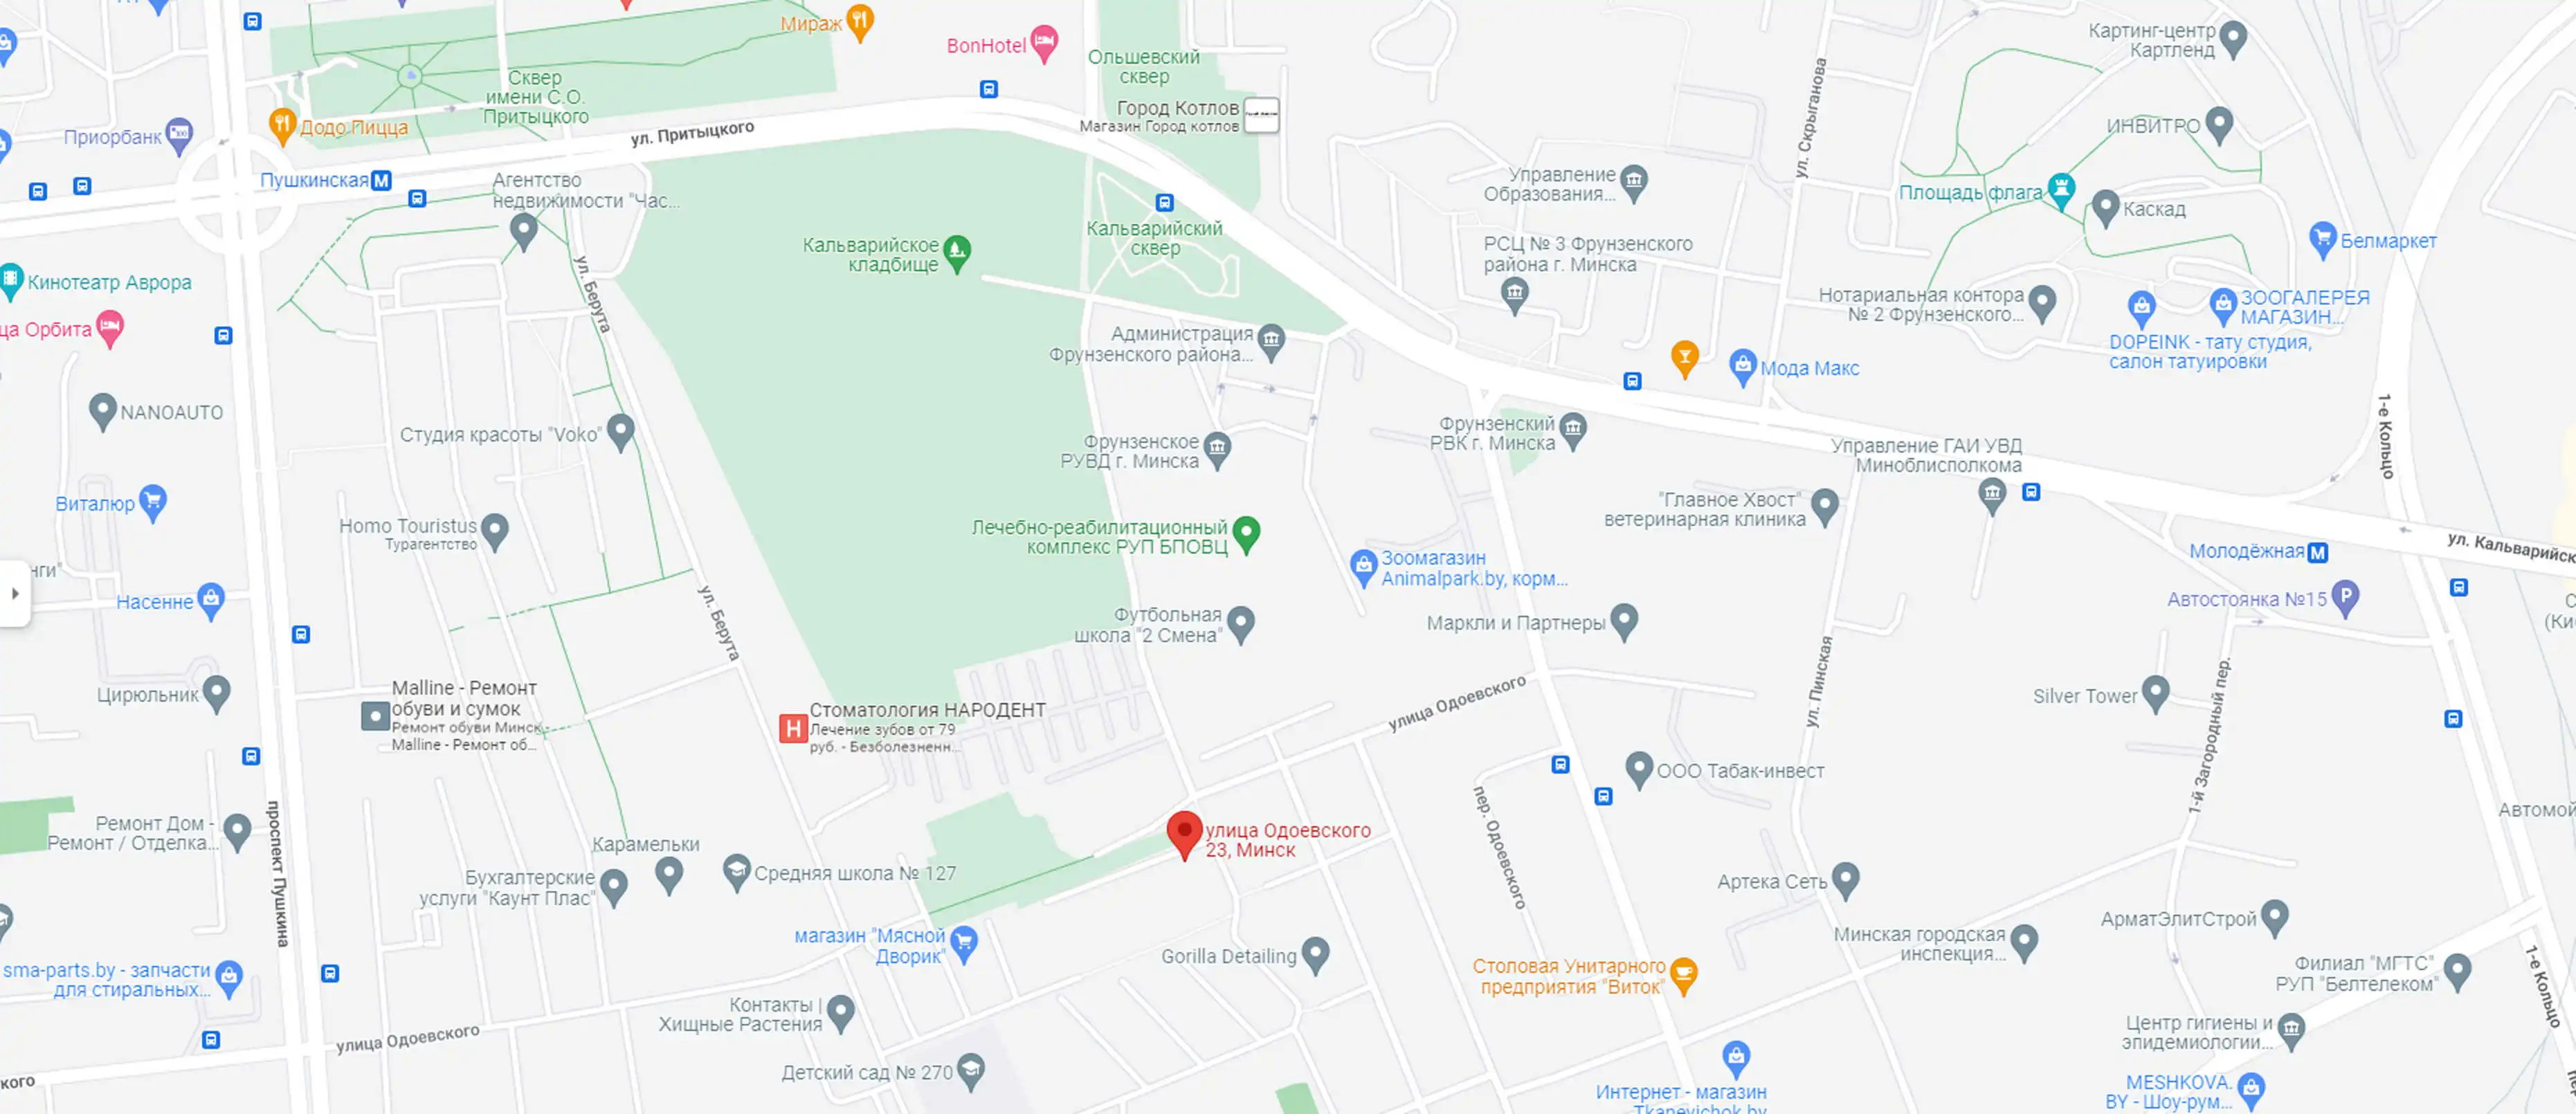 Мираж
BonHotel
Ольшевский
сквер
Картинг-центр
Картленд
Сквер
имени С.О.
Притыцкого
Додо Пицца
Приорбанк
ул. Притыцкого
Город Котлов
Магазин Город котлов
ул. Скрыганова
ИНВИТРО
Пушкинская
Агентство
недвижимости "Час...
Управление
Образования...
Площадь флага
Каскад
Кальварийское
кладбище
Кальварийский
сквер
РСЦ № 3 Фрунзенского
района г. Минска
Белмаркет
Кинотеатр Аврора
ца Орбита
ул. Берута
Нотариальная контора
№ 2 Фрунзенского...
ЗООГАЛЕРЕЯ
МАГАЗИН...
DOPEINK - тату студия,
салон татуировки
Администрация
Фрунзенского района...
Мода Макс
NANOAUTO
Студия красоты "Voko"
Фрунзенское
РУВД г. Минска
Фрунзенский
РВК г. Минска
Управление ГАИ УВД
Миноблисполкома
1-е Кольцо
Виталюр
Homo Touristus
Турагентство
Лечебно-реабилитационный
комплекс РУП БПОВЦ
"Главное Хвост"
ветеринарная клиника
Зоомагазин
Animalpark.by, корм...
Молодёжная
ул. Кальварийск
нги"
Насенне
ул. Берута
Футбольная
школа "2 Смена"
Маркли и Партнеры
Автостоянка №15
С
(Ки
Цирюльник
Malline - Ремонт
обуви и сумок
Ремонт обуви Минск-
Malline - Ремонт об...
Стоматология НАРОДЕНТ
Лечение зубов от 79
руб. - Безболезненн...
улица Одоевского
ул. Пинская
Silver Tower
1-й Загородный пер.
ООО Табак-инвест
пер. Одоевского
Автомой
Ремонт Дом -
Ремонт / Отделка...
проспект Пушкина
Карамельки
Бухгалтерские
услуги "Каунт Плас"
Средняя школа № 127
улица Одоевского
23, Минск
Артека Сеть
магазин "Мясной
Дворик"
Gorilla Detailing
Минская городская
инспекция...
АрматЭлитСтрой
sma-parts.by - запчасти
для стиральных...
Столовая Унитарного
предприятия "Виток"
Филиал "МГТС"
РУП "Белтелеком"
1-е Кольцо
Контакты |
Хищные Растения
улица Одоевского
Центр гигиены и
эпидемиологии...
Детский сад № 270
кого
Интернет - магазин
Tkanevichok.by
MESHKOVA.
BY - Шоу-рум...